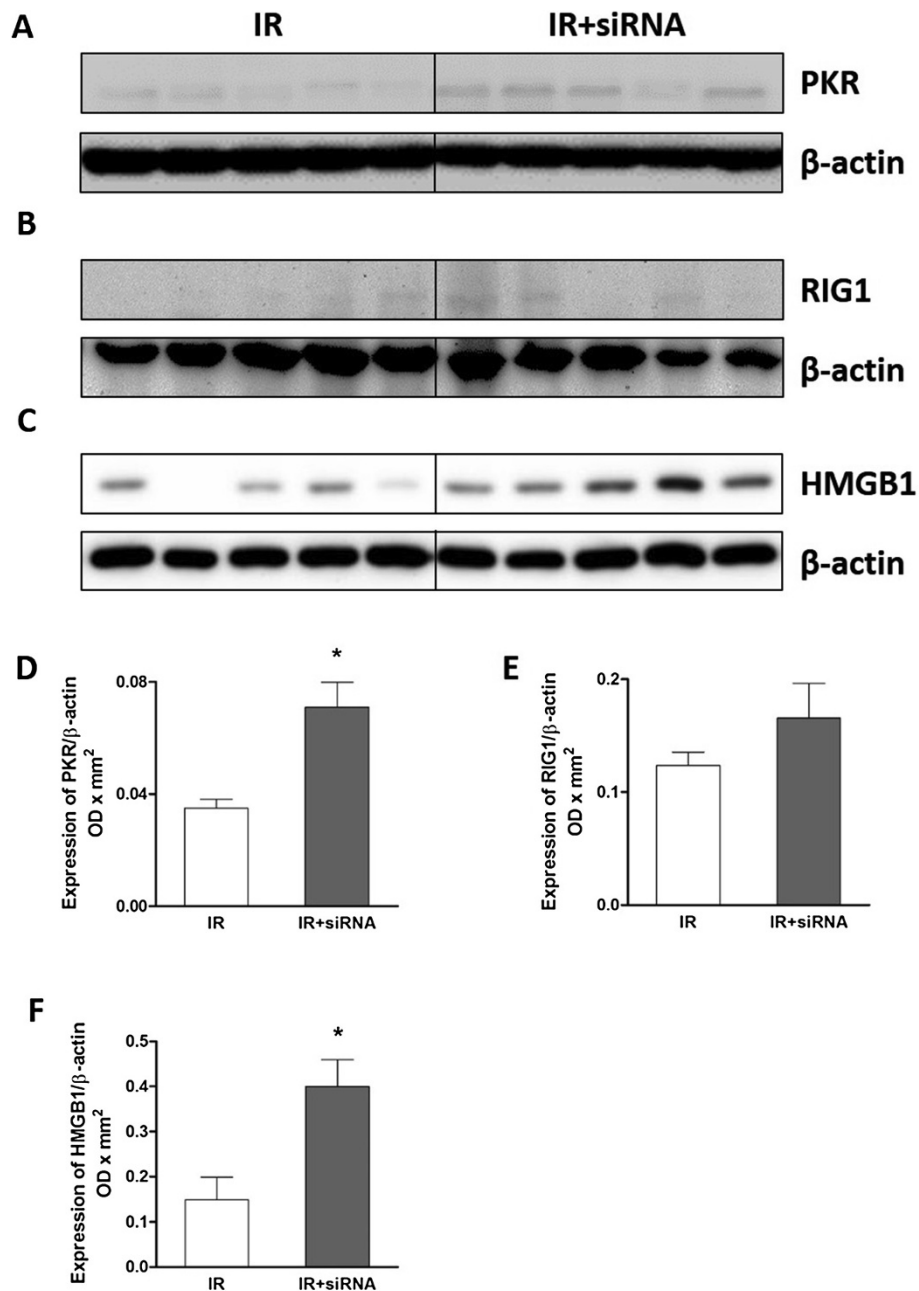 A
IR
IR+siRNA
PKR
β-actin
B
RIG1
β-actin
C
HMGB1
β-actin
D
*
0.08
0.04
0.00
Expression of PKR/β-actin
OD x mm²
IR
IR+siRNA
E
0.2
0.1
0.0
Expression of RIG1/β-actin
OD x mm²
IR
IR+siRNA
F
*
0.5
0.4
0.2
0.1
0.0
Expression of HMGB1/β-actin
OD x mm²
IR
IR+siRNA